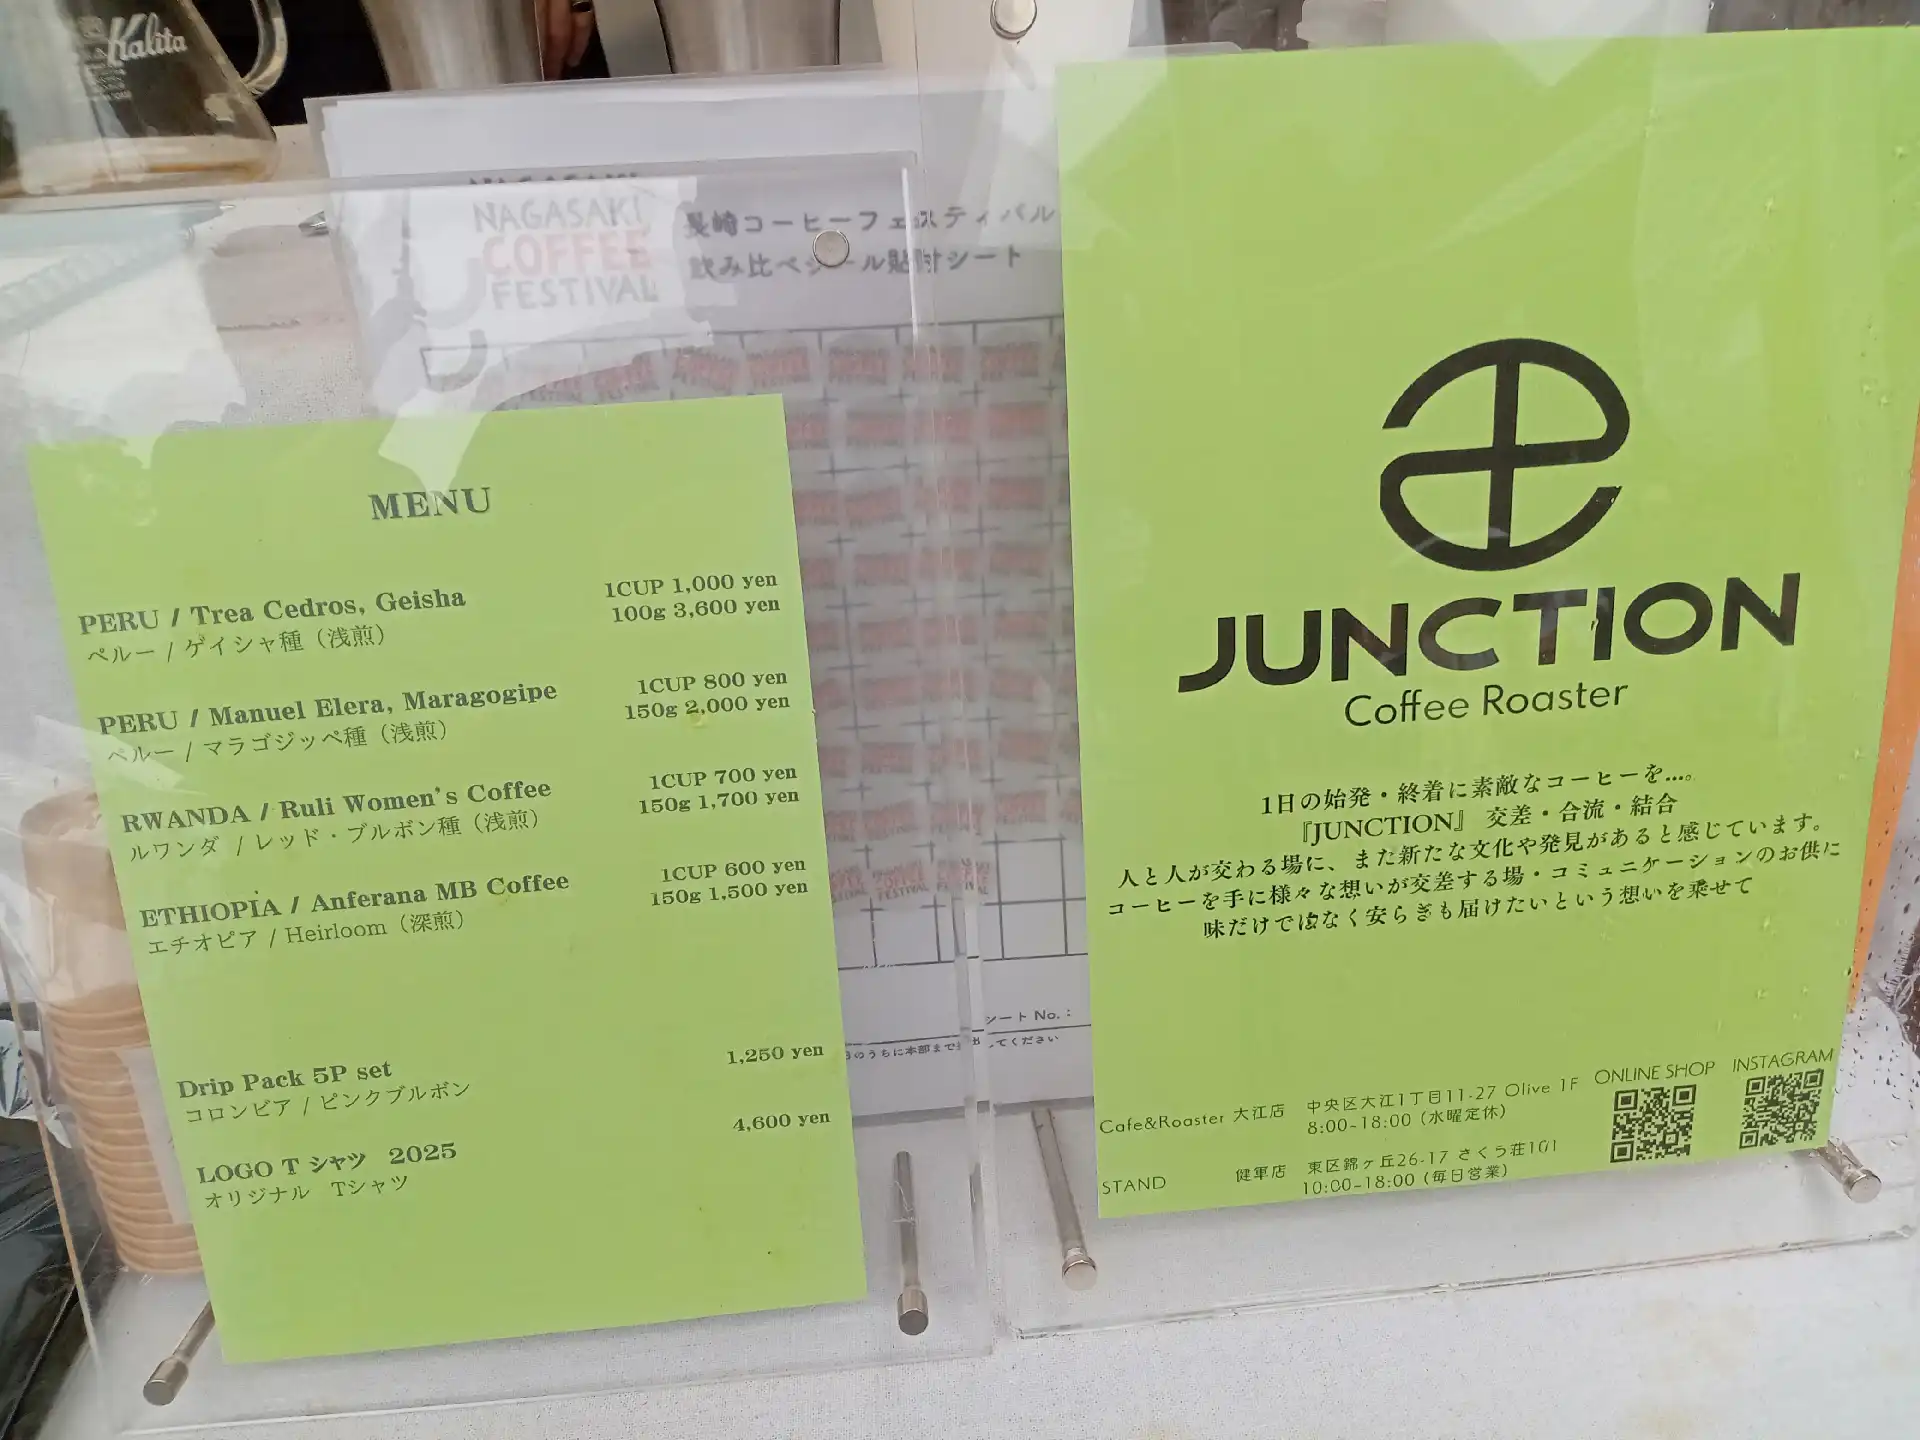 Kalita
NAGASAKI
COFFEE
FESTIVAL
長崎コーヒーフェスティバル
飲み比べシール貼付シート
シート No.:
のうちに本部まで
してください
MENU
PERU / Trea Cedros, Geisha
ペルー / ゲイシャ種（浅煎）
1CUP 1,000 yen
100g 3,600 yen
PERU / Manuel Elera, Maragogipe
ペルー / マラゴジッペ種（浅煎）
1CUP 800 yen
150g 2,000 yen
RWANDA / Ruli Women's Coffee
ルワンダ / レッド・ブルボン種（浅煎）
1CUP 700 yen
150g 1,700 yen
ETHIOPIA / Anferana MB Coffee
エチオピア / Heirloom（深煎）
1CUP 600 yen
150g 1,500 yen
Drip Pack 5P set
コロンビア / ピンクブルボン
1,250 yen
LOGO T シャツ 2025
オリジナル Tシャツ
4,600 yen
JUNCTION
Coffee Roaster
1日の始発・終着に素敵なコーヒーを…。
『JUNCTION』 交差・合流・結合
人と人が交わる場に、また新たな文化や発見があると感じています。
コーヒーを手に様々な想いが交差する場・コミュニケーションのお供に
味だけではなく安らぎも届けたいという想いを乗せて
Cafe&Roaster 大江店 中央区大江1丁目11-27 Olive 1F
8:00~18:00（水曜定休）
STAND 健軍店 東区錦ヶ丘26-17 さくら荘101
10:00~18:00（毎日営業）
ONLINE SHOP
INSTAGRAM